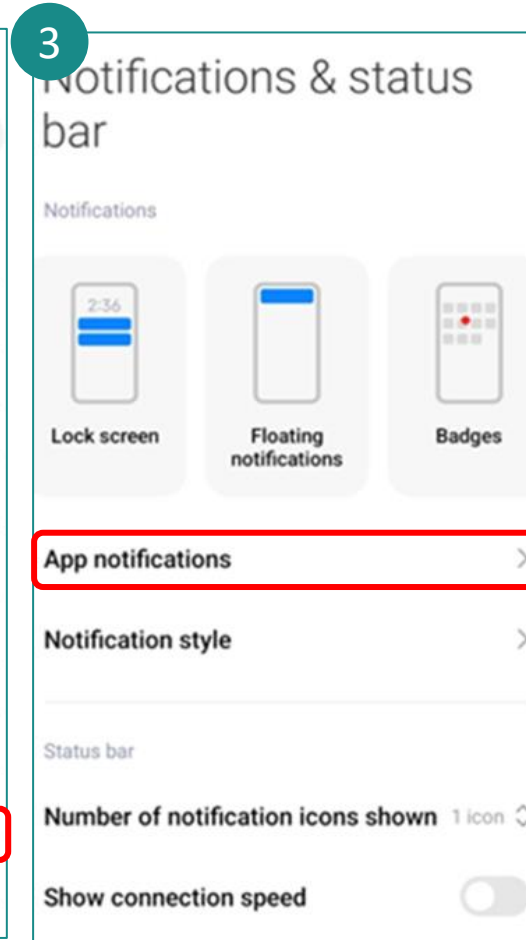 3
Notifications & status
bar
Notifications
2:36
Lock screen
Floating
notifications
Badges
App notifications
Notification style
Status bar
Number of notification icons shown 1 icon
Show connection speed